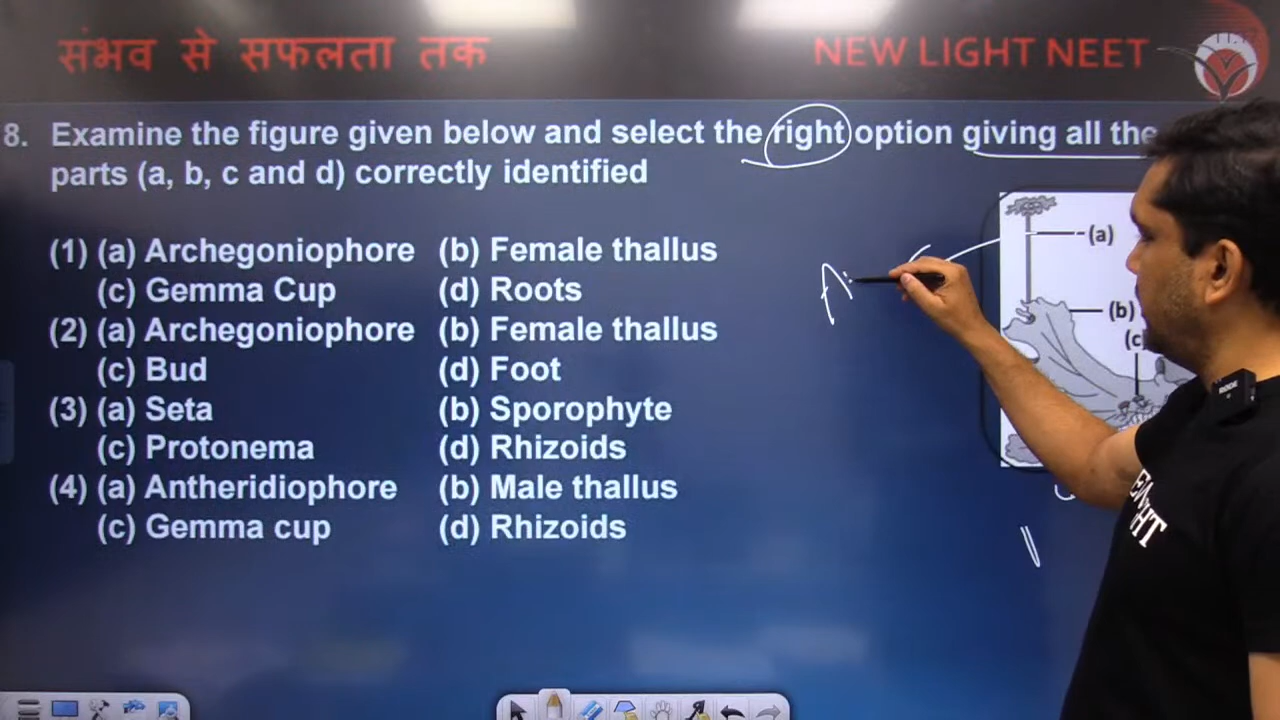 संभव से सफलता तक
NEW LIGHT NEET
8. Examine the figure given below and select the right option giving all the
parts (a, b, c and d) correctly identified
(1) (a) Archegoniophore (b) Female thallus
(c) Gemma Cup (d) Roots
(2) (a) Archegoniophore (b) Female thallus
(c) Bud (d) Foot
(3) (a) Seta (b) Sporophyte
(c) Protonema (d) Rhizoids
(4) (a) Antheridiophore (b) Male thallus
(c) Gemma cup (d) Rhizoids
(a)
(b)
(c
RODE